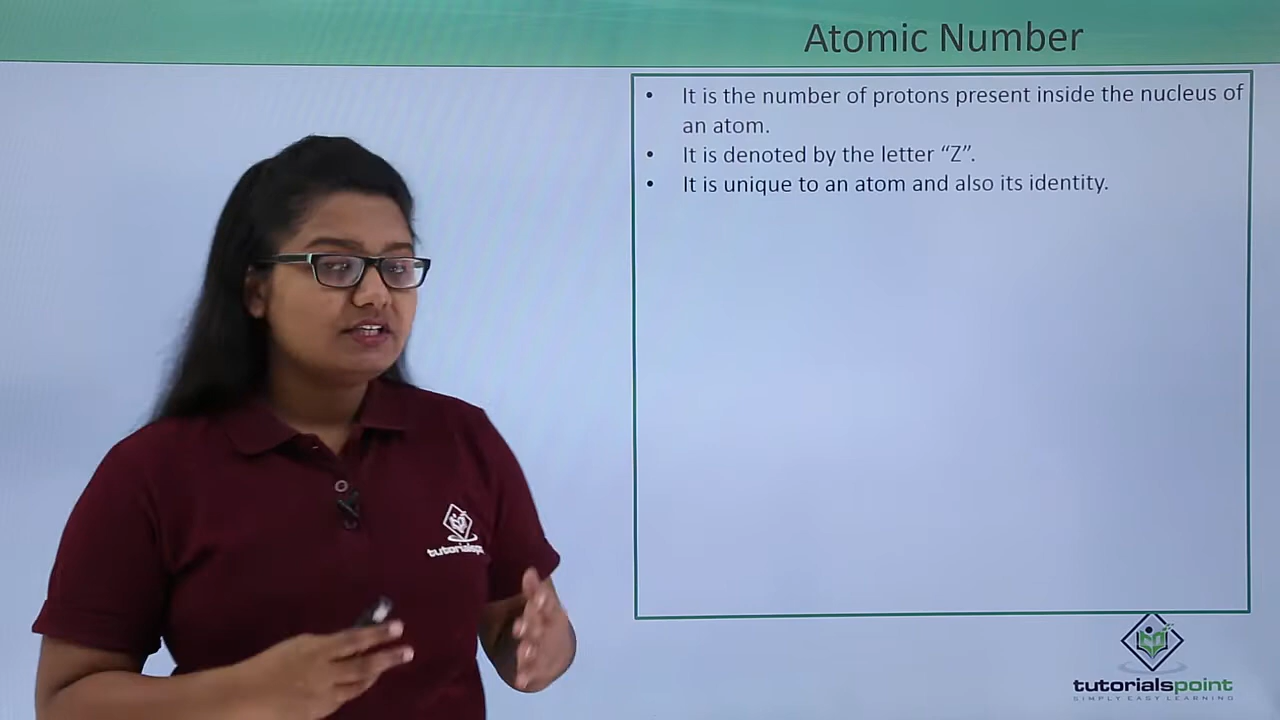 Atomic Number
• It is the number of protons present inside the nucleus of
an atom.
• It is denoted by the letter “Z”.
• It is unique to an atom and also its identity.
tutorialsp
tutorialspoint
SIMPLY EASY LEARNING